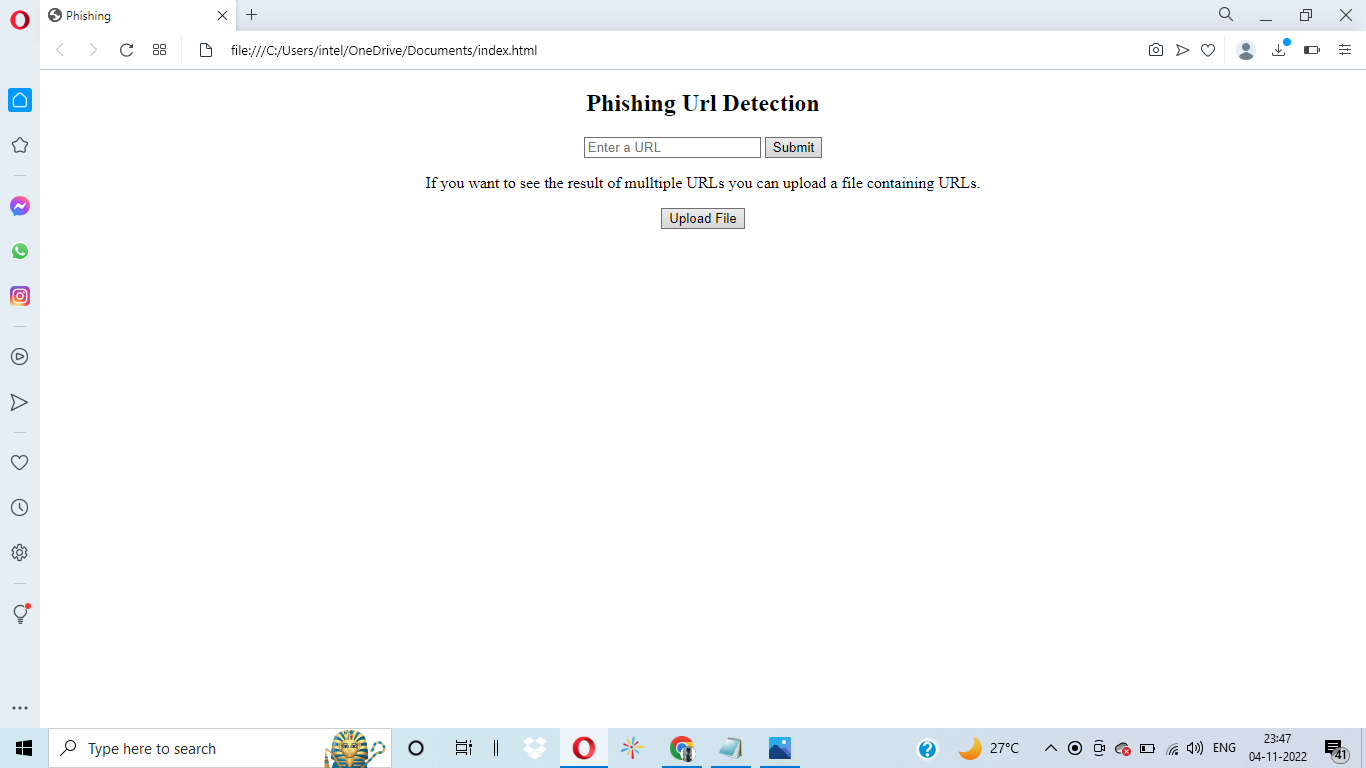 Phishing
file:///C:/Users/intel/OneDrive/Documents/index.html
Phishing Url Detection
Enter a URL Submit
If you want to see the result of mulltiple URLs you can upload a file containing URLs.
Upload File
Type here to search
27°C
ENG
23:47
04-11-2022
41